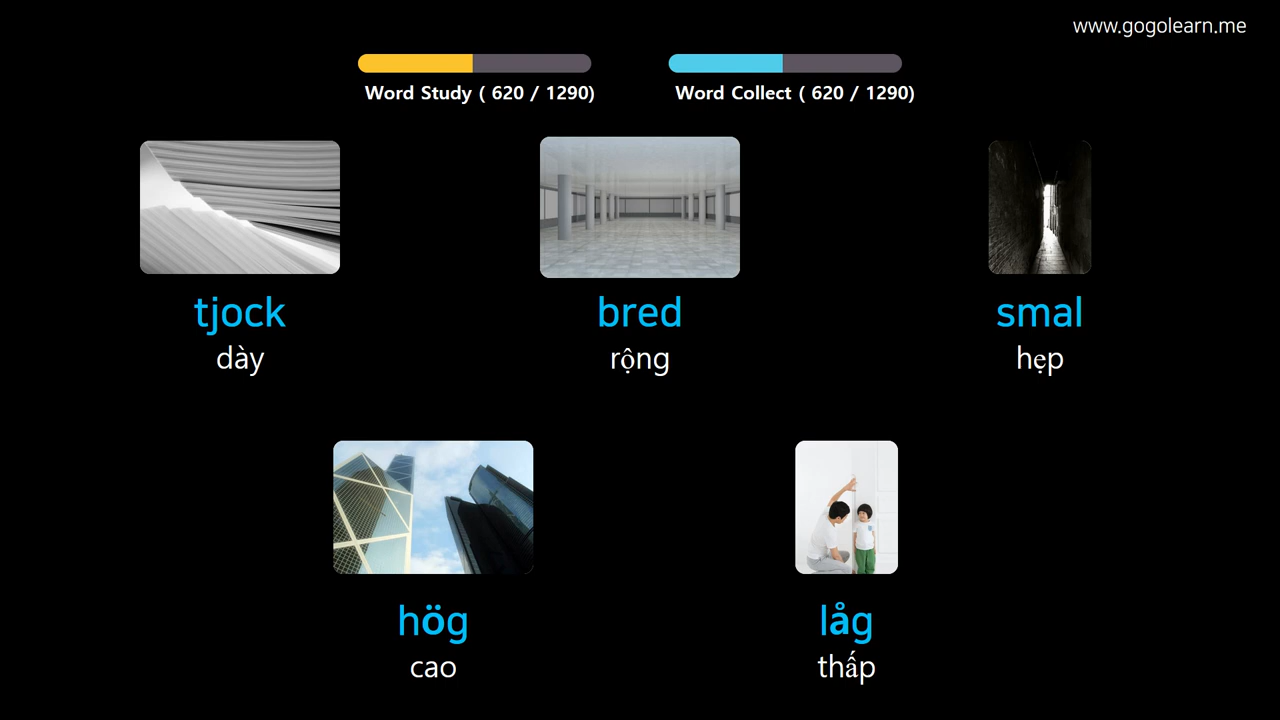 www.gogolearn.me
Word Study ( 620 / 1290)
Word Collect ( 620 / 1290)
tjock
dày
bred
rộng
smal
hẹp
hög
cao
låg
thấp